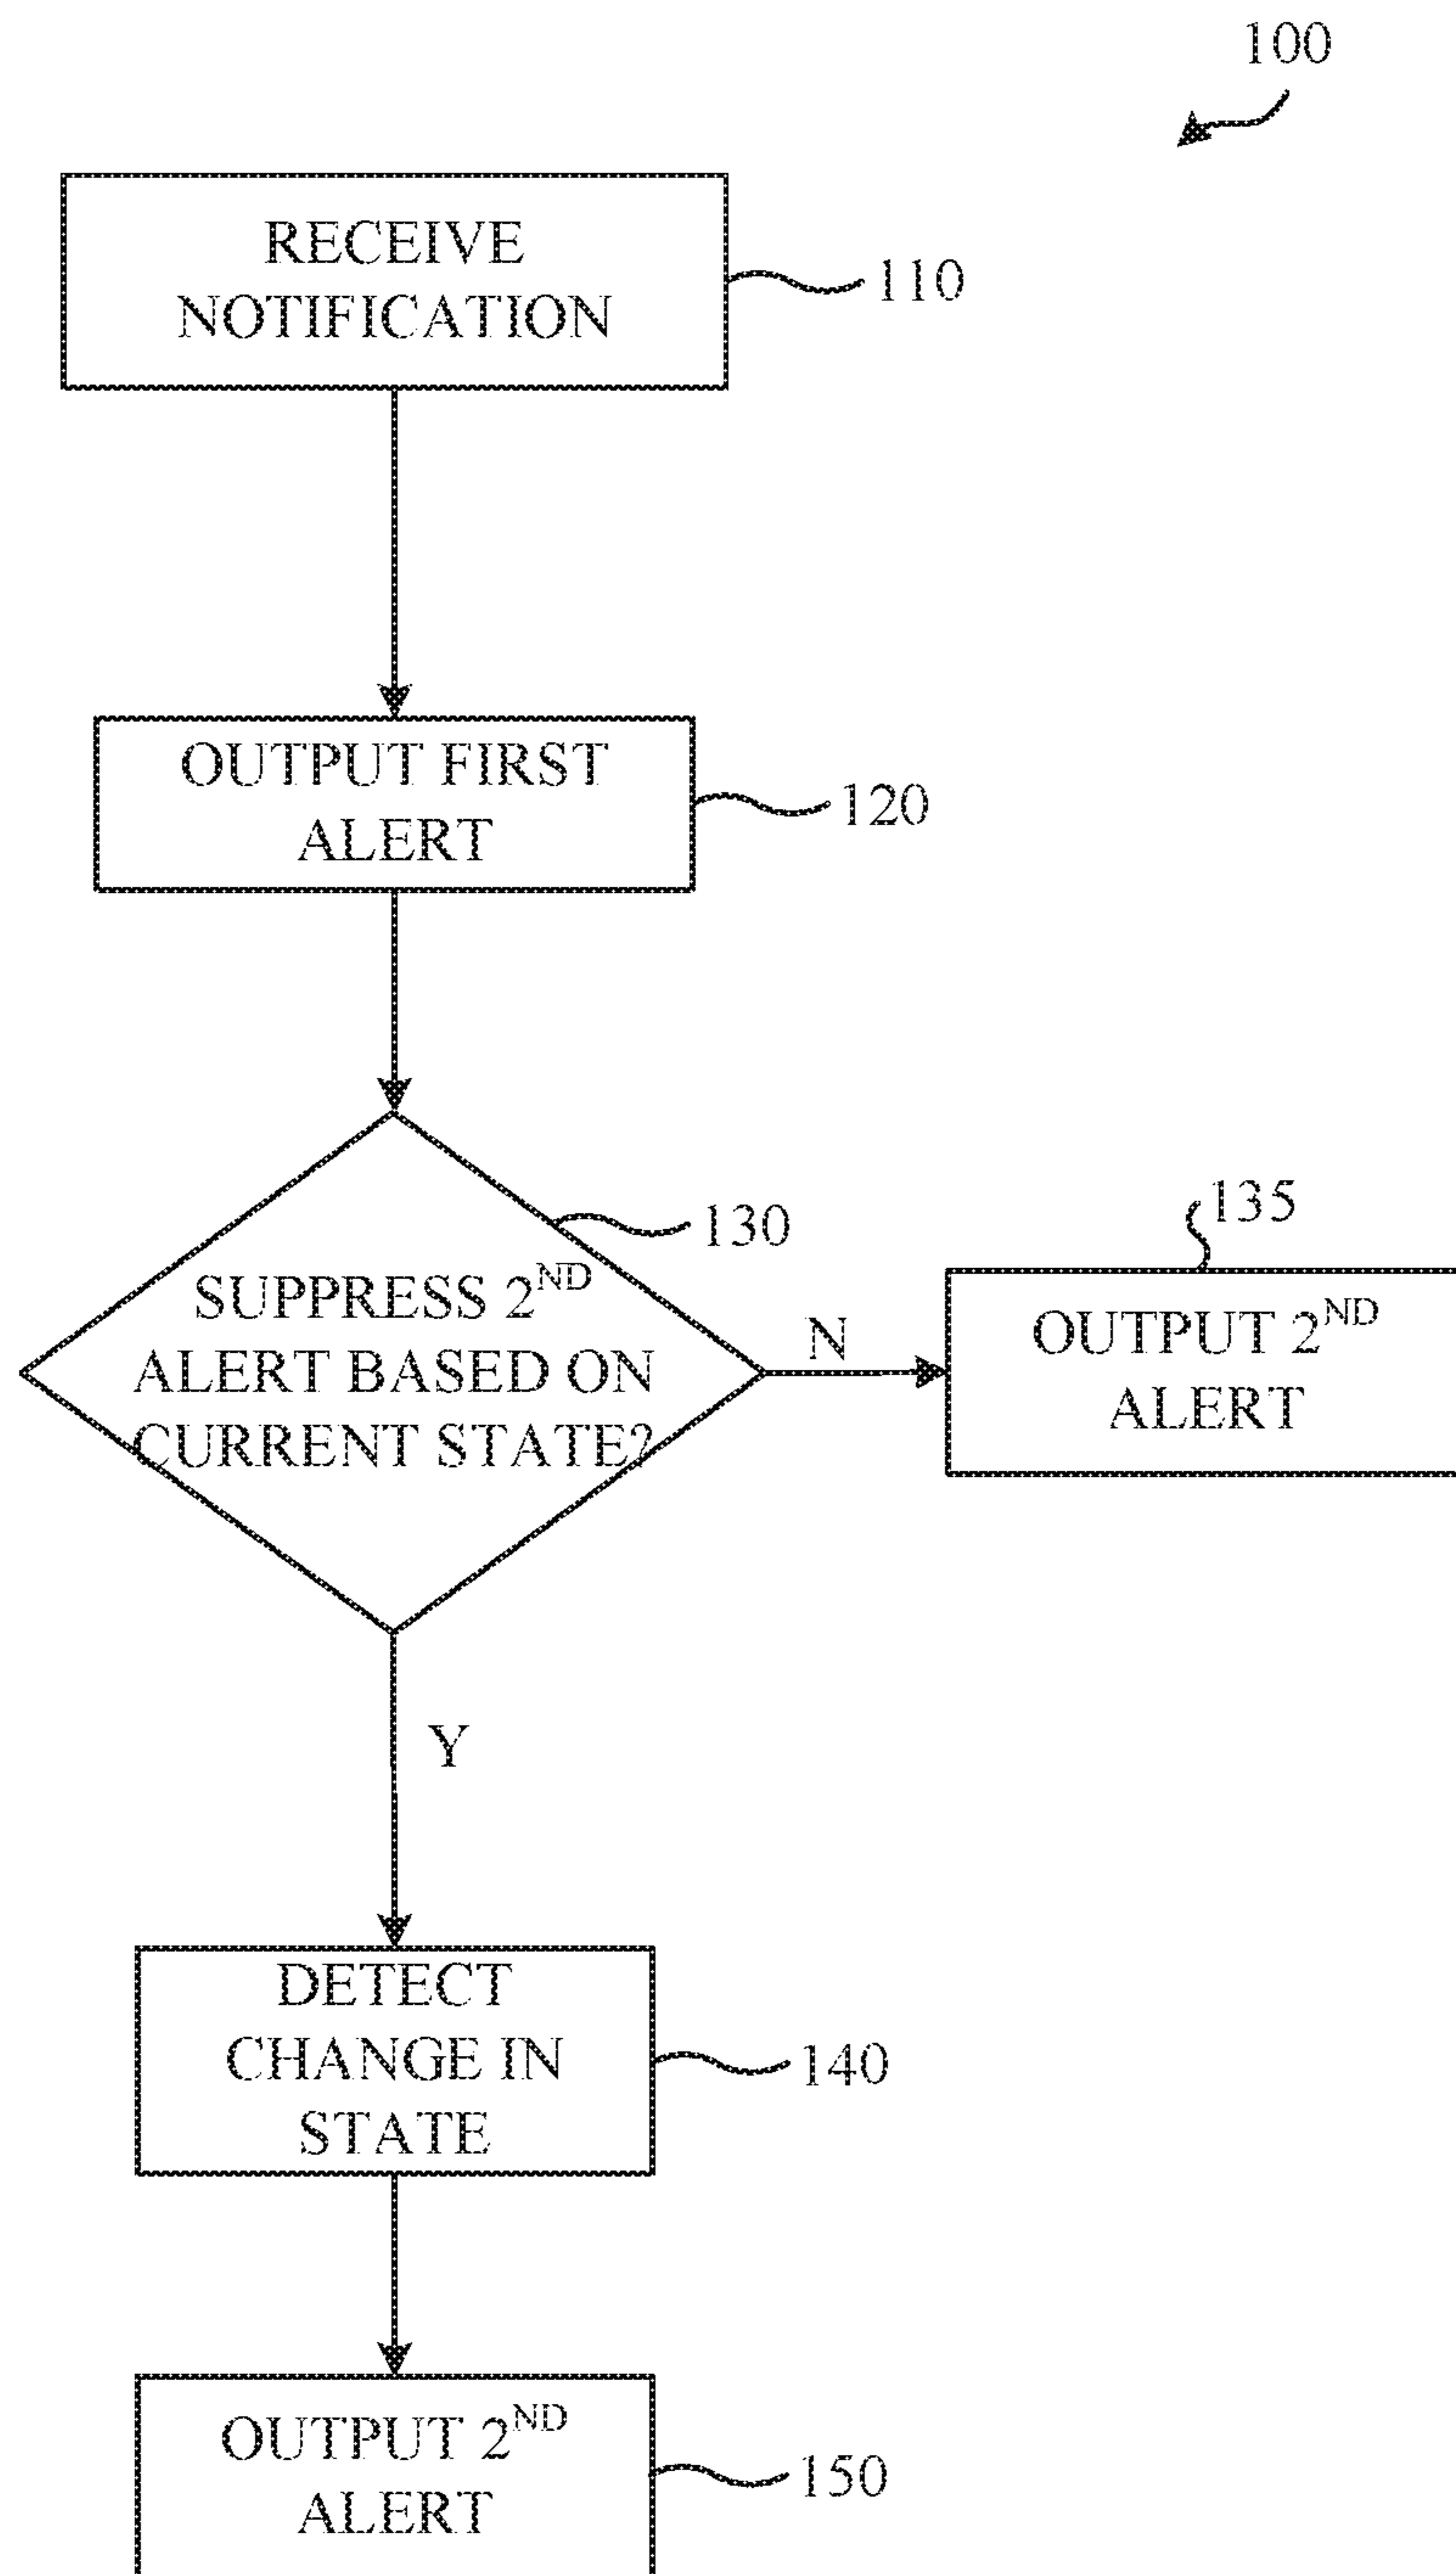 100
RECEIVE
NOTIFICATION
110
OUTPUT FIRST
ALERT
120
130
SUPPRESS 2ND
ALERT BASED ON
CURRENT STATE?
N
135
OUTPUT 2ND
ALERT
Y
DETECT
CHANGE IN
STATE
140
OUTPUT 2ND
ALERT
150